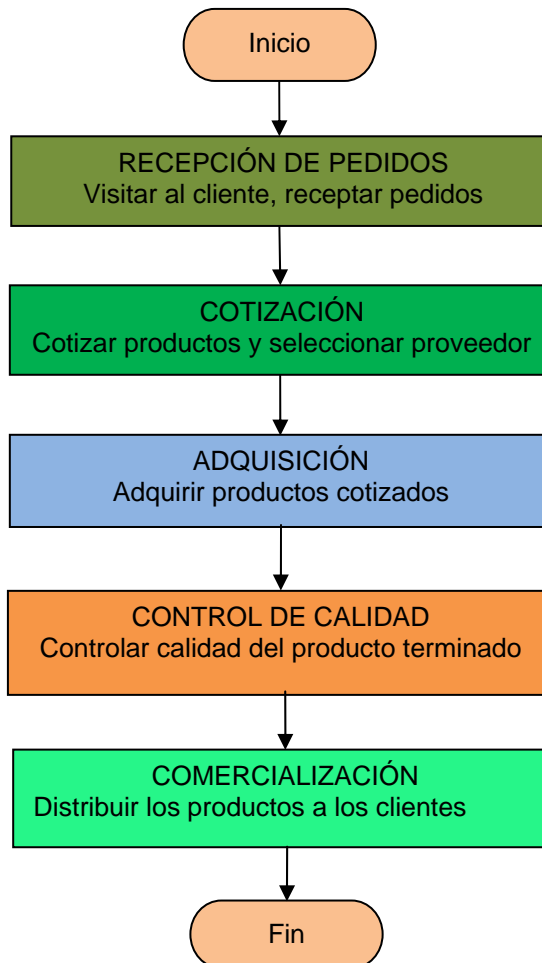 Inicio
RECEPCIÓN DE PEDIDOS
Visitar al cliente, receptar pedidos
COTIZACIÓN
Cotizar productos y seleccionar proveedor
ADQUISICIÓN
Adquirir productos cotizados
CONTROL DE CALIDAD
Controlar calidad del producto terminado
COMERCIALIZACIÓN
Distribuir los productos a los clientes
Fin